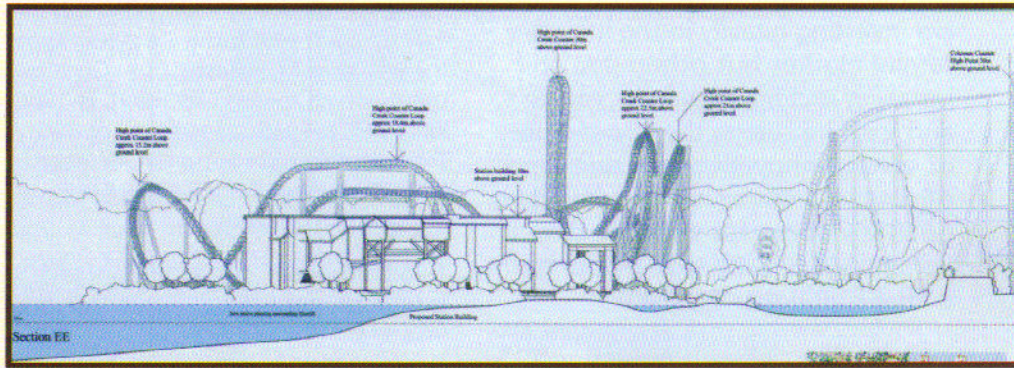 High point of Canada
Creek Coaster Loop
approx 15.2m above
ground level
High point of Canada
Creek Coaster Loop
above
ground level
High point of Canada
Creek Coaster 30m
above ground level
High point of Canada
Creek Coaster Loop
approx 22.5m above
ground level
High point of Canada
Creek Coaster Loop
approx 21m above
ground level
Colossus Coaster
High Point 30m
above ground level
Station building 10m
above ground level
Proposed Station Building
Section EE